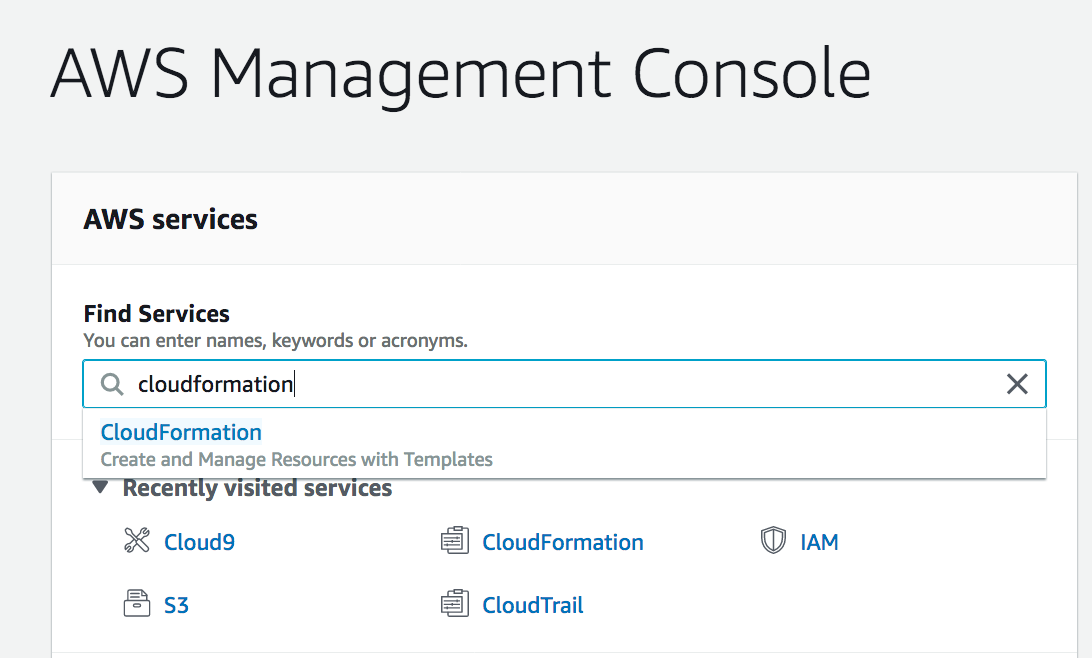 AWS Management Console
AWS services
Find Services
You can enter names, keywords or acronyms.
cloudformation
CloudFormation
Create and Manage Resources with Templates
Recently visited services
Cloud9
CloudFormation
IAM
S3
CloudTrail